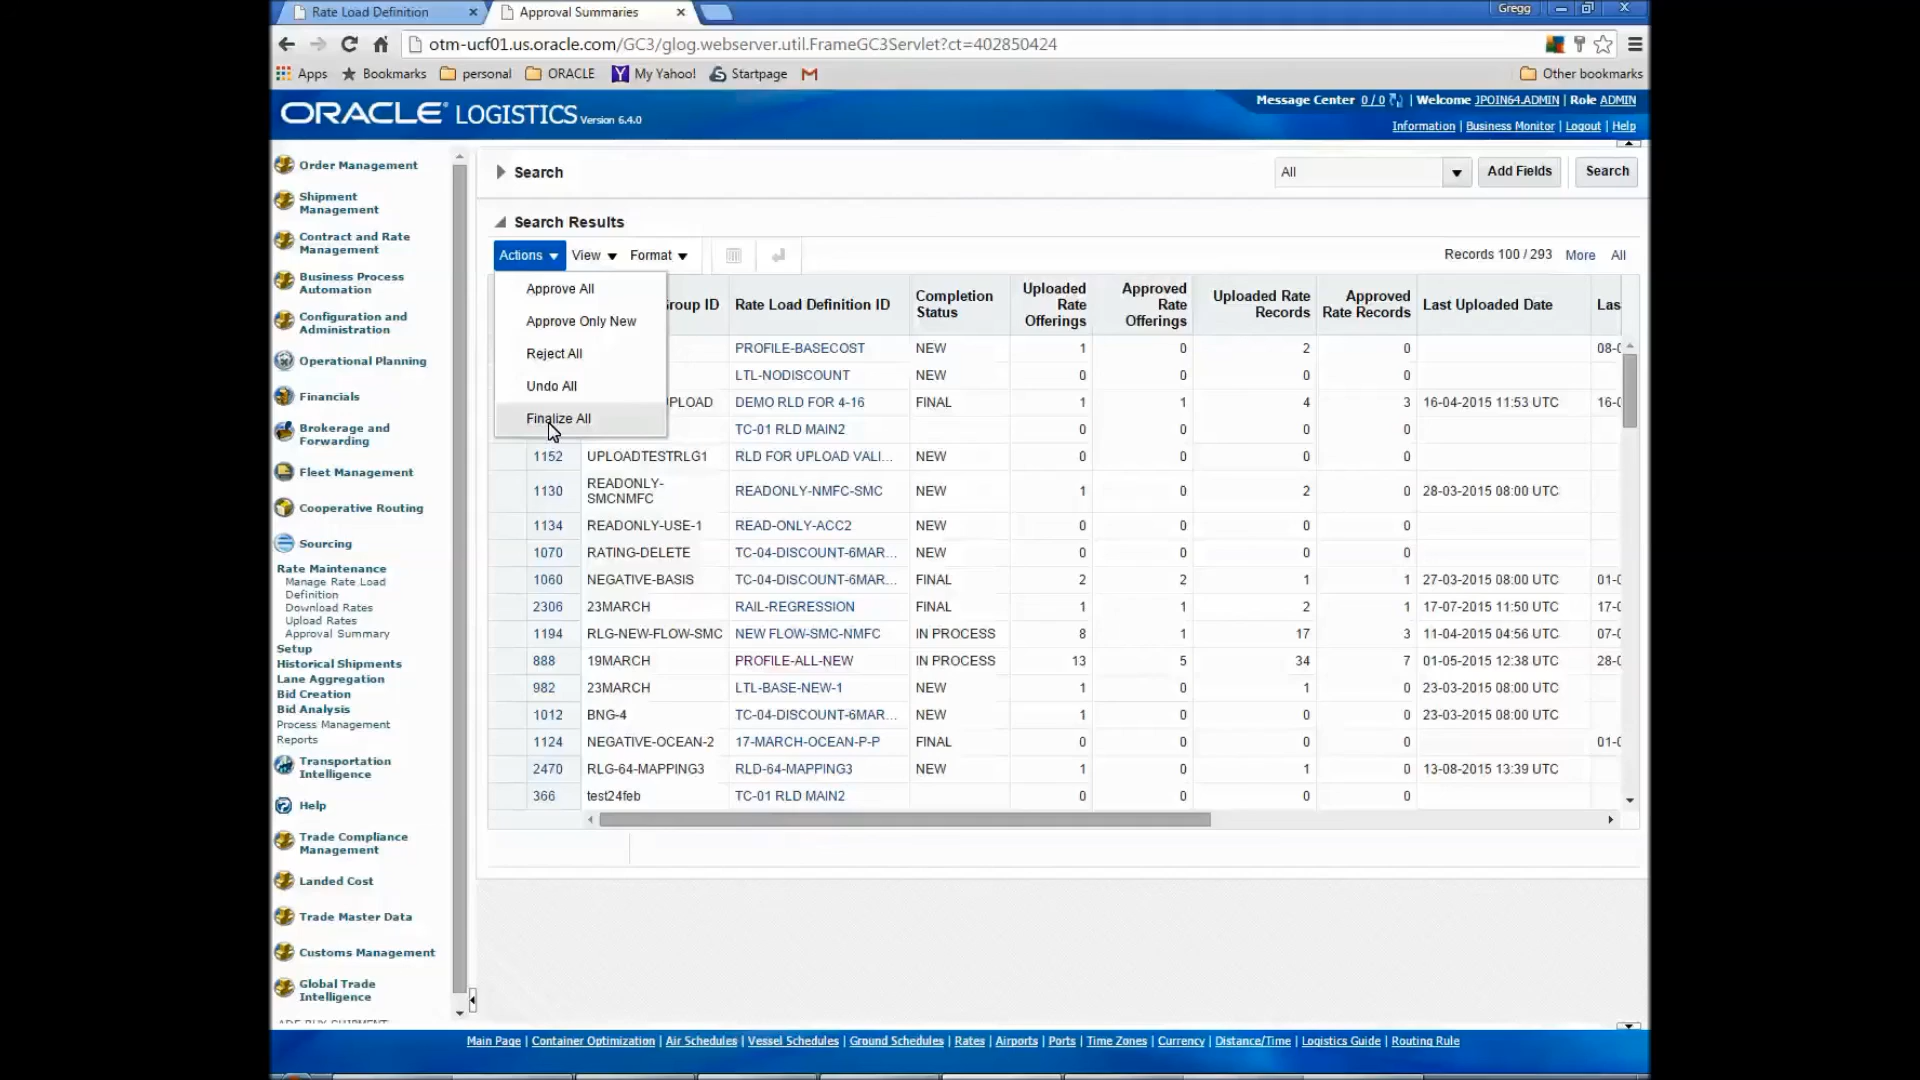 Rate Load Definition
Approval Summaries
Gregg
otm-ucf01.us.oracle.com/GC3/glog.webserver.util.FrameGC3Servlet?ct=402850424
Apps Bookmarks personal ORACLE My Yahoo! Startpage Other bookmarks
ORACLE LOGISTICS Version 6.4.0
Message Center 0 / 0 | Welcome JPOIN64.ADMIN | Role ADMIN
Information | Business Monitor | Logout | Help
Order Management
Shipment
Management
Contract and Rate
Management
Business Process
Automation
Configuration and
Administration
Operational Planning
Financials
Brokerage and
Forwarding
Fleet Management
Cooperative Routing
Sourcing
Rate Maintenance
Manage Rate Load
Definition
Download Rates
Upload Rates
Approval Summary
Setup
Historical Shipments
Lane Aggregation
Bid Creation
Bid Analysis
Process Management
Reports
Transportation
Intelligence
Help
Trade Compliance
Management
Landed Cost
Trade Master Data
Customs Management
Global Trade
Intelligence
Search
All Add Fields Search
Search Results
Actions View Format
Records 100 / 293 More All
Approve All
Approve Only New
Reject All
Undo All
Finalize All
roup ID Rate Load Definition ID Completion Status Uploaded Rate Offerings Approved Rate Offerings Uploaded Rate Records Approved Rate Records Last Uploaded Date Las
PROFILE-BASECOST NEW 1 0 2 0 08-0
LTL-NODISCOUNT NEW 0 0 0 0
PLOAD DEMO RLD FOR 4-16 FINAL 1 1 4 3 16-04-2015 11:53 UTC 16-0
TC-01 RLD MAIN2 0 0 0 0
1152 UPLOADTESTRLG1 RLD FOR UPLOAD VALI... NEW 0 0 0 0
1130 READONLY-SMCNMFC READONLY-NMFC-SMC NEW 1 0 2 0 28-03-2015 08:00 UTC
1134 READONLY-USE-1 READ-ONLY-ACC2 NEW 0 0 0 0
1070 RATING-DELETE TC-04-DISCOUNT-6MAR... NEW 0 0 0 0
1060 NEGATIVE-BASIS TC-04-DISCOUNT-6MAR... FINAL 2 2 1 1 27-03-2015 08:00 UTC 01-0
2306 23MARCH RAIL-REGRESSION FINAL 1 1 2 1 17-07-2015 11:50 UTC 17-0
1194 RLG-NEW-FLOW-SMC NEW FLOW-SMC-NMFC IN PROCESS 8 1 17 3 11-04-2015 04:56 UTC 07-0
888 19MARCH PROFILE-ALL-NEW IN PROCESS 13 5 34 7 01-05-2015 12:38 UTC 28-0
982 23MARCH LTL-BASE-NEW-1 NEW 1 0 1 0 23-03-2015 08:00 UTC
1012 BNG-4 TC-04-DISCOUNT-6MAR... NEW 1 0 0 0 23-03-2015 08:00 UTC
1124 NEGATIVE-OCEAN-2 17-MARCH-OCEAN-P-P FINAL 0 0 0 0 01-0
2470 RLG-64-MAPPING3 RLD-64-MAPPING3 NEW 1 0 1 0 13-08-2015 13:39 UTC
366 test24feb TC-01 RLD MAIN2 0 0 0 0
Main Page | Container Optimization | Air Schedules | Vessel Schedules | Ground Schedules | Rates | Airports | Ports | Time Zones | Currency | Distance/Time | Logistics Guide | Routing Rule